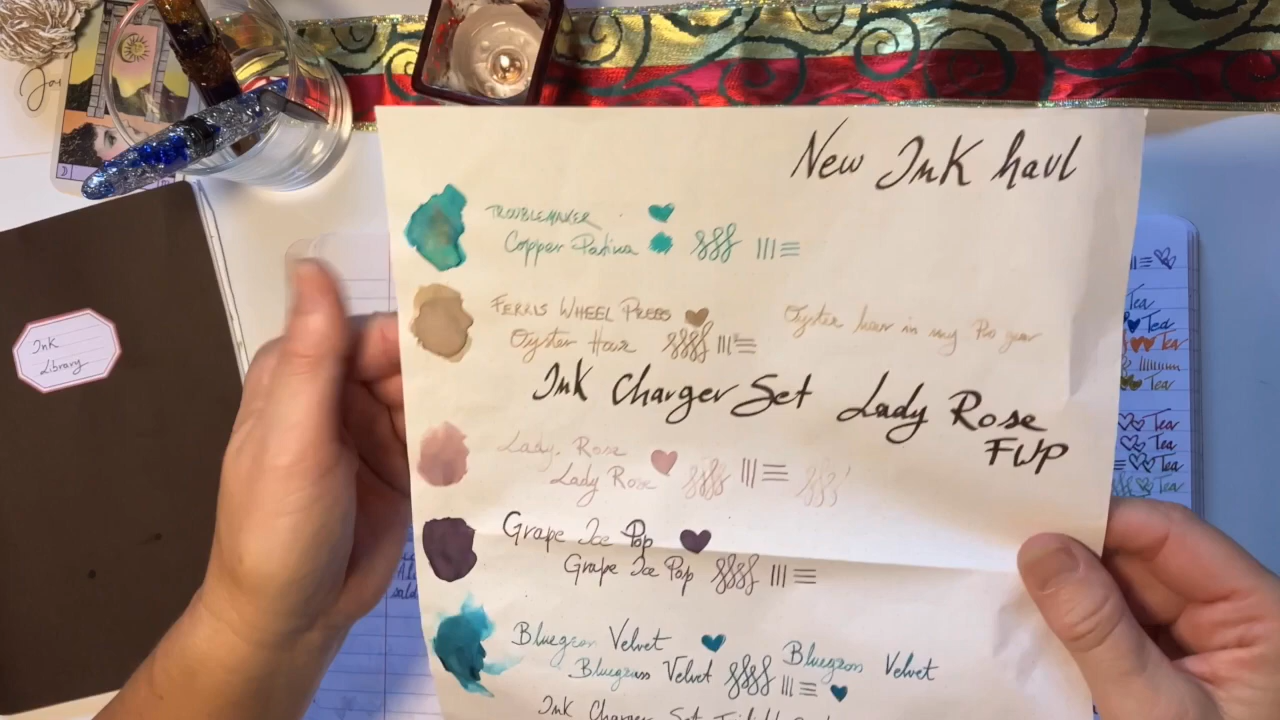 New Ink haul
TROUBLEMAKER
Copper Patina
FERRIS WHEEL PRESS
Oyster Hour
Oyster hour in my Pro gear
Ink Charger Set Lady Rose
FWP
Lady Rose
Lady Rose
Grape Ice Pop
Grape Ice Pop
Bluegrass Velvet
Bluegrass Velvet
Bluegrass Velvet
Ink Charger Set
Ink
Library
Tea
Tea
Tea
Tea
Tea
Tea
Tea
Tea
Tea